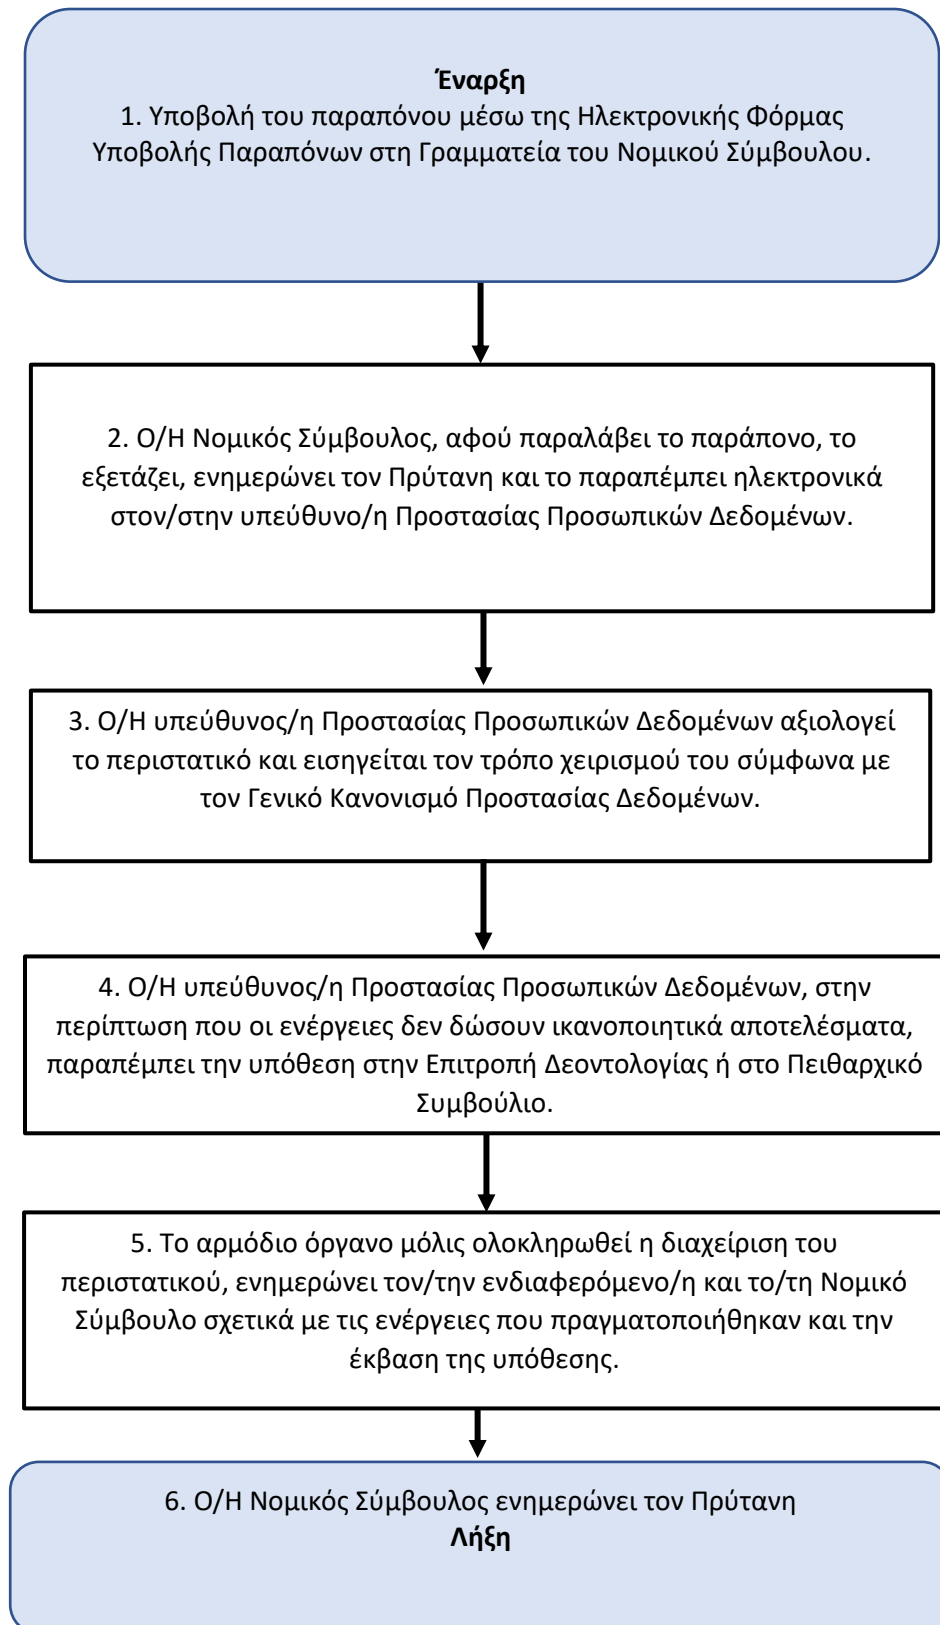 Έναρξη
1. Υποβολή του παραπόνου μέσω της Ηλεκτρονικής Φόρμας
Υποβολής Παραπόνων στη Γραμματεία του Νομικού Σύμβουλου.
2. Ο/Η Νομικός Σύμβουλος, αφού παραλάβει το παράπονο, το
εξετάζει, ενημερώνει τον Πρύτανη και το παραπέμπει ηλεκτρονικά
στον/στην υπεύθυνο/η Προστασίας Προσωπικών Δεδομένων.
3. Ο/Η υπεύθυνος/η Προστασίας Προσωπικών Δεδομένων αξιολογεί
το περιστατικό και εισηγείται τον τρόπο χειρισμού του σύμφωνα με
τον Γενικό Κανονισμό Προστασίας Δεδομένων.
4. Ο/Η υπεύθυνος/η Προστασίας Προσωπικών Δεδομένων, στην
περίπτωση που οι ενέργειες δεν δώσουν ικανοποιητικά αποτελέσματα,
παραπέμπει την υπόθεση στην Επιτροπή Δεοντολογίας ή στο Πειθαρχικό
Συμβούλιο.
5. Το αρμόδιο όργανο μόλις ολοκληρωθεί η διαχείριση του
περιστατικού, ενημερώνει τον/την ενδιαφερόμενο/η και το/τη Νομικό
Σύμβουλο σχετικά με τις ενέργειες που πραγματοποιήθηκαν και την
έκβαση της υπόθεσης.
6. Ο/Η Νομικός Σύμβουλος ενημερώνει τον Πρύτανη
Λήξη